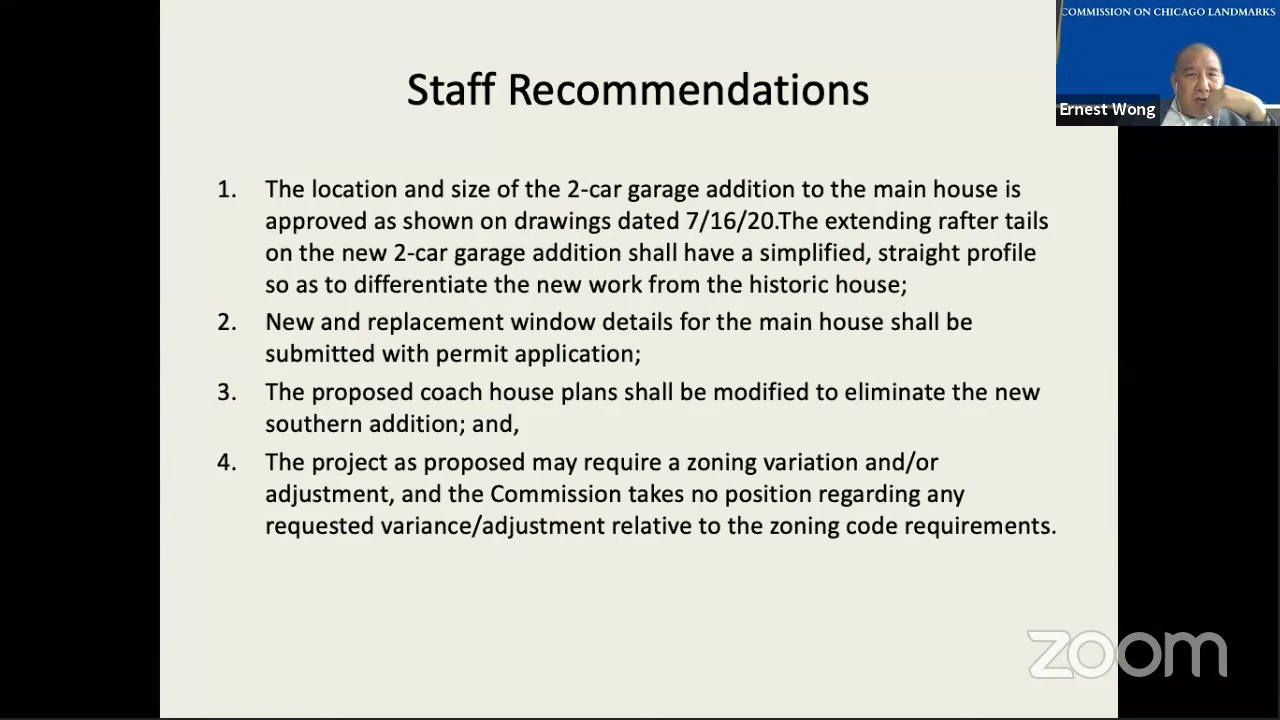 COMMISSION ON CHICAGO LANDMARKS
Ernest Wong
Staff Recommendations
1. The location and size of the 2-car garage addition to the main house is
approved as shown on drawings dated 7/16/20.The extending rafter tails
on the new 2-car garage addition shall have a simplified, straight profile
so as to differentiate the new work from the historic house;
2. New and replacement window details for the main house shall be
submitted with permit application;
3. The proposed coach house plans shall be modified to eliminate the new
southern addition; and,
4. The project as proposed may require a zoning variation and/or
adjustment, and the Commission takes no position regarding any
requested variance/adjustment relative to the zoning code requirements.
zoom